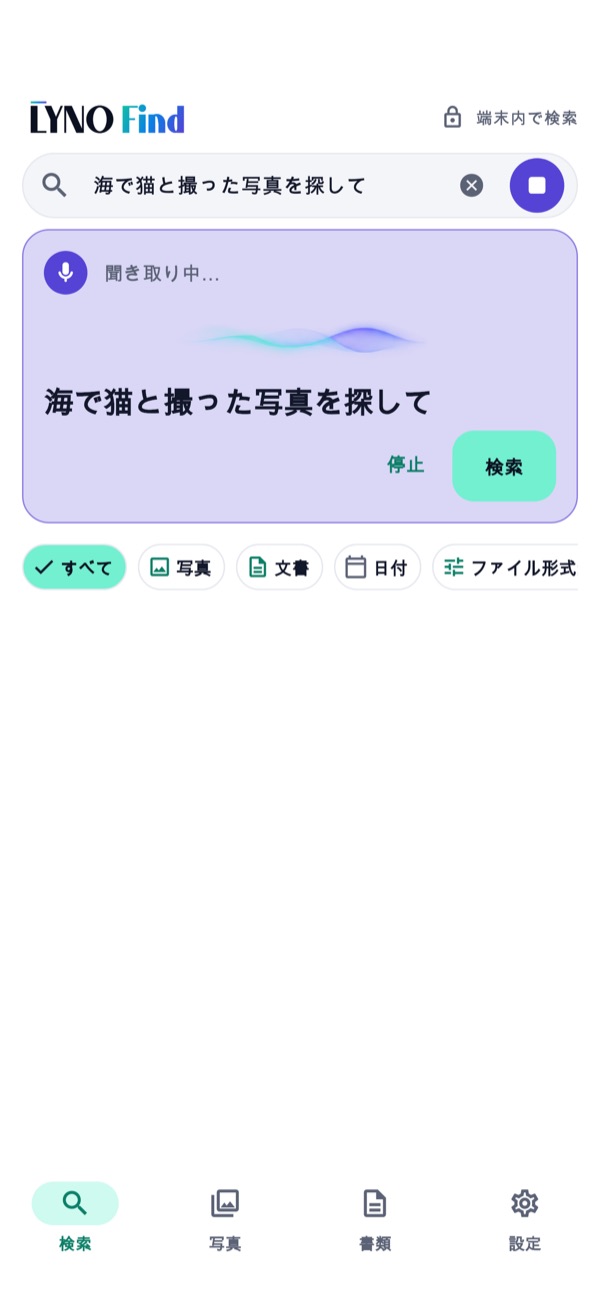 LYNO Find
端末内で検索
海で猫と撮った写真を探して
聞き取り中...
海で猫と撮った写真を探して
停止
検索
すべて
写真
文書
日付
ファイル形式
検索
写真
書類
設定